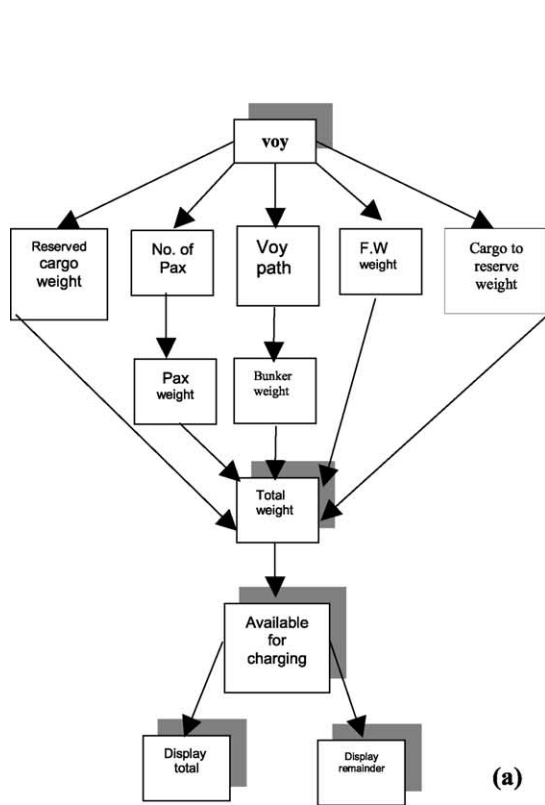 voy
Reserved
cargo
weight
No. of
Pax
Voy
path
F.W
weight
Cargo to
reserve
weight
Pax
weight
Bunker
weight
Total
weight
Available
for
charging
Display
total
Display
remainder
(a)